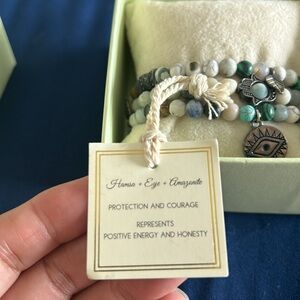 Hamsa + Eye + Amazonite
PROTECTION AND COURAGE
REPRESENTS
POSITIVE ENERGY AND HONESTY